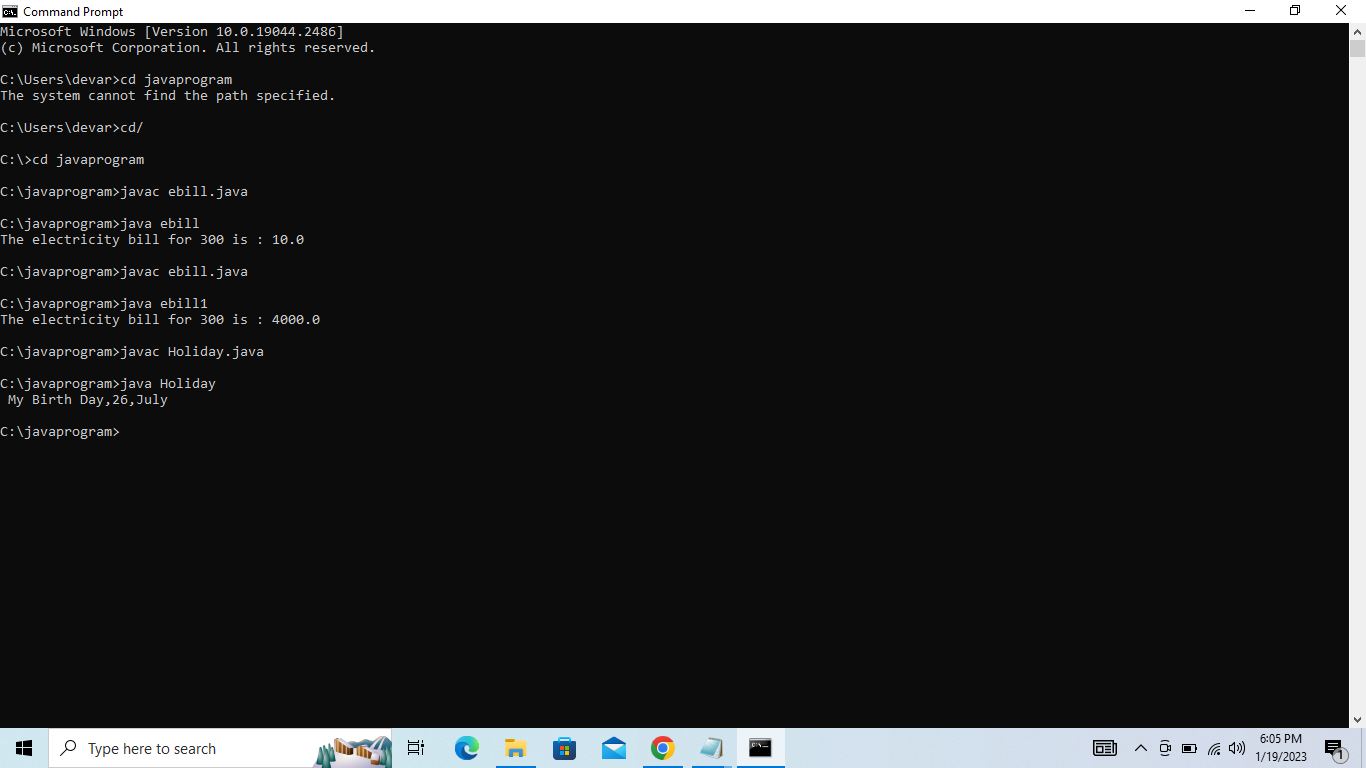 Command Prompt
Microsoft Windows [Version 10.0.19044.2486]
(c) Microsoft Corporation. All rights reserved.
C:\Users\devar>cd javaprogram
The system cannot find the path specified.
C:\Users\devar>cd/
C:\>cd javaprogram
C:\javaprogram>javac ebill.java
C:\javaprogram>java ebill
The electricity bill for 300 is : 10.0
C:\javaprogram>javac ebill.java
C:\javaprogram>java ebill1
The electricity bill for 300 is : 4000.0
C:\javaprogram>javac Holiday.java
C:\javaprogram>java Holiday
My Birth Day,26,July
C:\javaprogram>
Type here to search
6:05 PM
1/19/2023
1